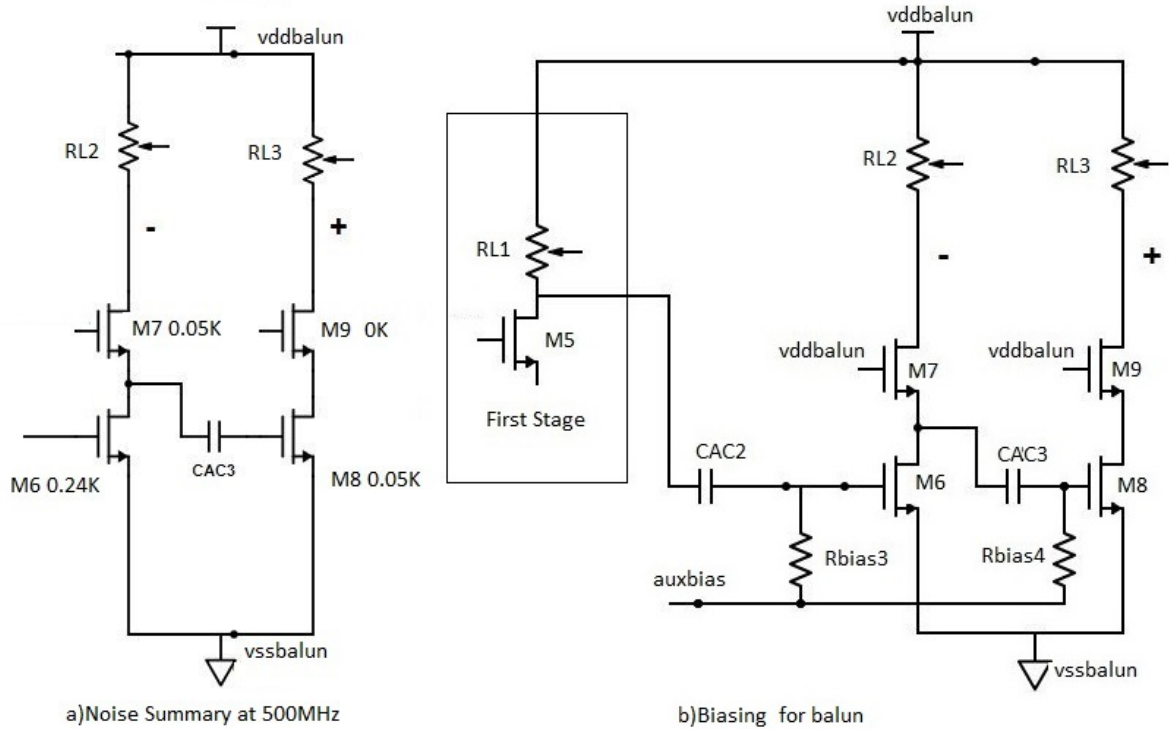 vddbalun
RL2
RL3
-
+
M7 0.05K
M9 0K
CAC3
M6 0.24K
M8 0.05K
vssbalun
a)Noise Summary at 500MHz
vddbalun
RL2
RL3
RL1
-
+
M5
vddbalun
M7
vddbalun
M9
First Stage
CAC2
CAC3
M6
M8
Rbias3
Rbias4
auxbias
vssbalun
b)Biasing for balun